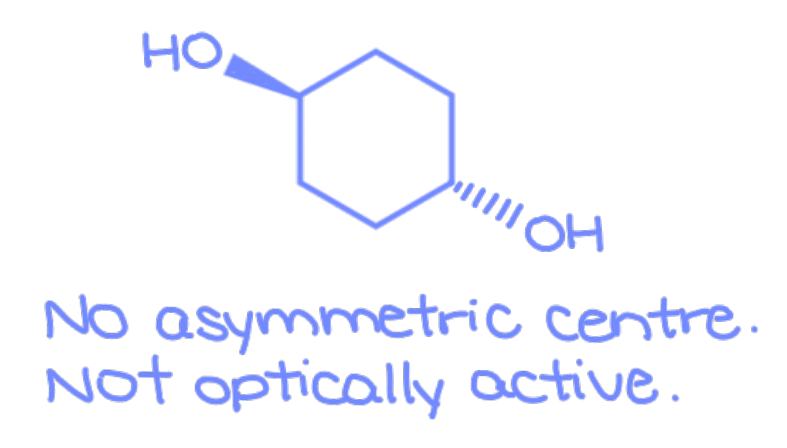 HO
OH
No asymmetric centre.
Not optically active.